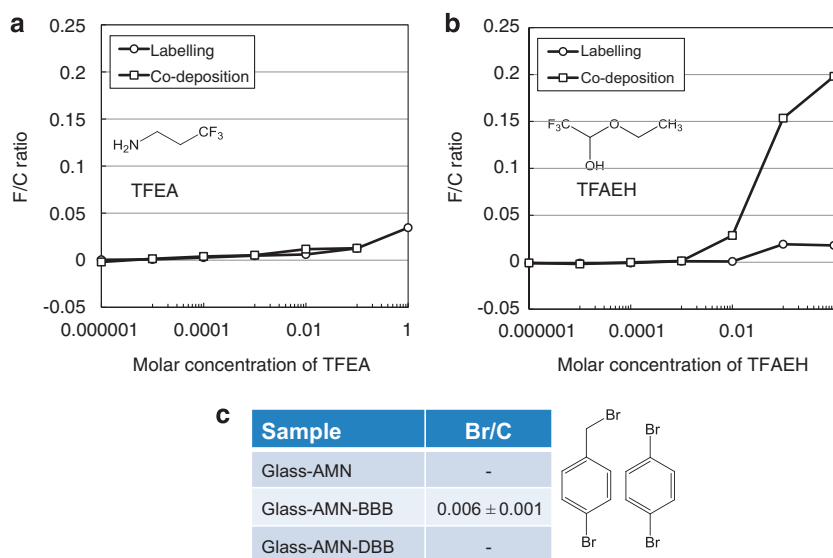 a
0.25
0.2
0.15
0.1
0.05
0
-0.05
F/C ratio
Labelling
Co-deposition
H2N
CF3
TFEA
0.000001
0.0001
0.01
1
Molar concentration of TFEA
b
0.25
0.2
0.15
0.1
0.05
0
-0.05
F/C ratio
Labelling
Co-deposition
F3C
O
CH3
OH
TFAEH
0.000001
0.0001
0.01
Molar concentration of TFAEH
c
Sample Br/C
Glass-AMN -
Glass-AMN-BBB 0.006 ± 0.001
Glass-AMN-DBB -
Br
Br
Br
Br